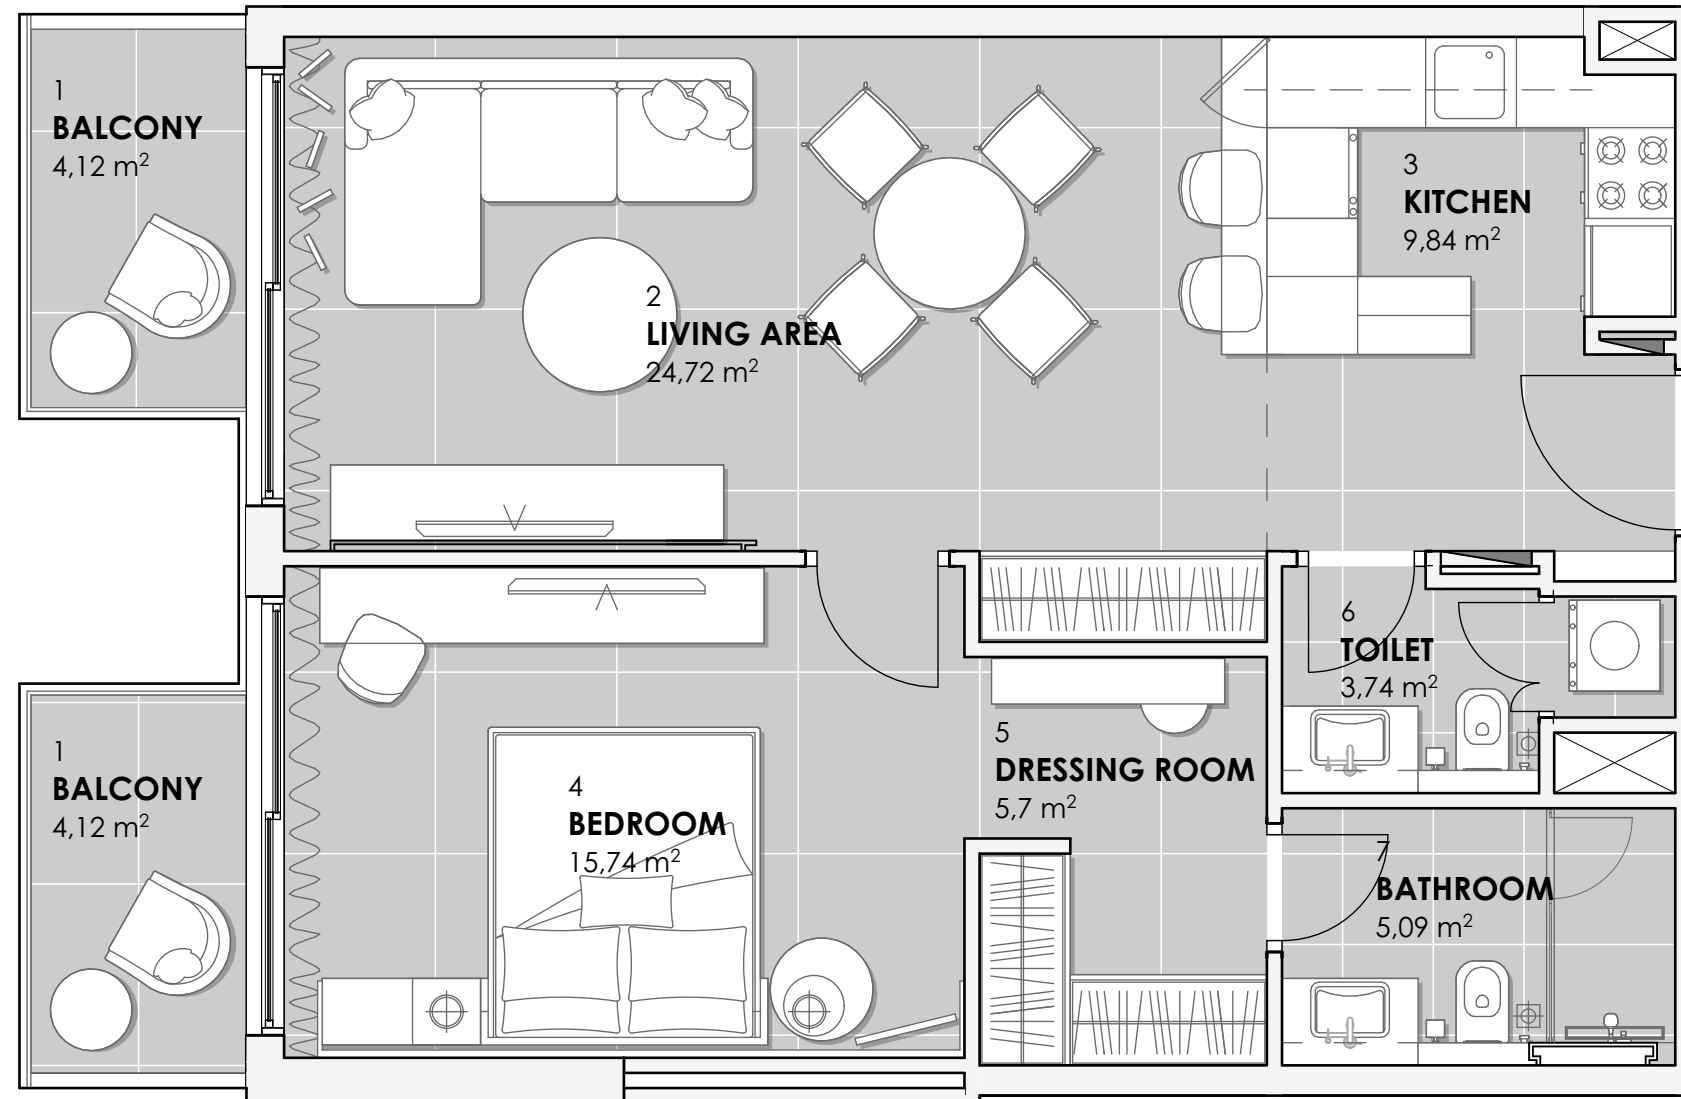 1
BALCONY
4,12 m²
2
LIVING AREA
24,72 m²
3
KITCHEN
9,84 m²
1
BALCONY
4,12 m²
4
BEDROOM
15,74 m²
5
DRESSING ROOM
5,7 m²
6
TOILET
3,74 m²
7
BATHROOM
5,09 m²